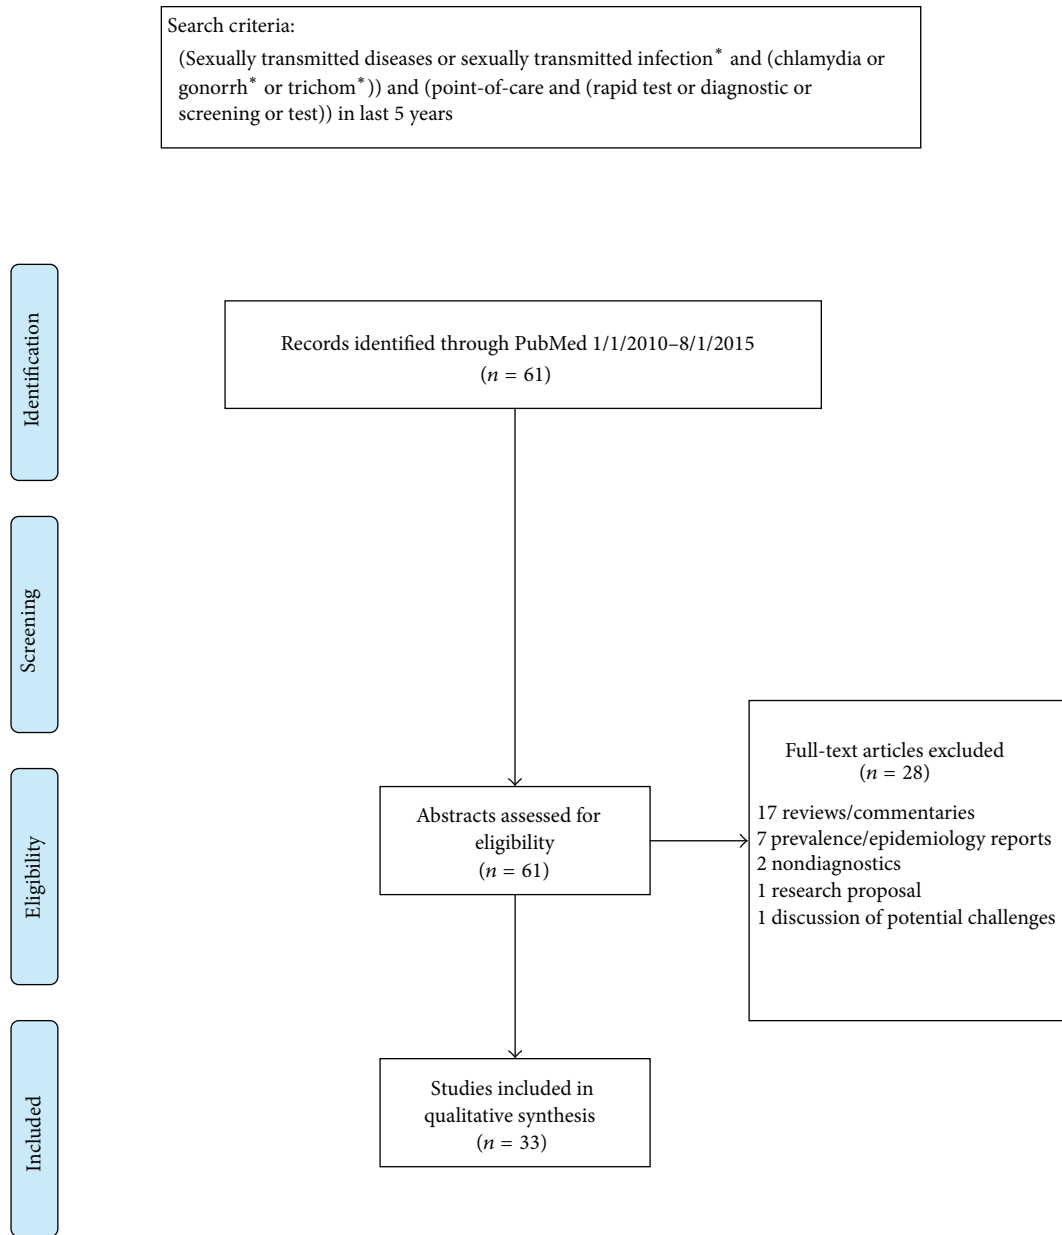 Search criteria:
(Sexually transmitted diseases or sexually transmitted infection* and (chlamydia or
gonorrh* or trichom*)) and (point-of-care and (rapid test or diagnostic or
screening or test)) in last 5 years
Identification
Records identified through PubMed 1/1/2010–8/1/2015
(n = 61)
Screening
Eligibility
Abstracts assessed for
eligibility
(n = 61)
Full-text articles excluded
(n = 28)
17 reviews/commentaries
7 prevalence/epidemiology reports
2 nondiagnostics
1 research proposal
1 discussion of potential challenges
Included
Studies included in
qualitative synthesis
(n = 33)